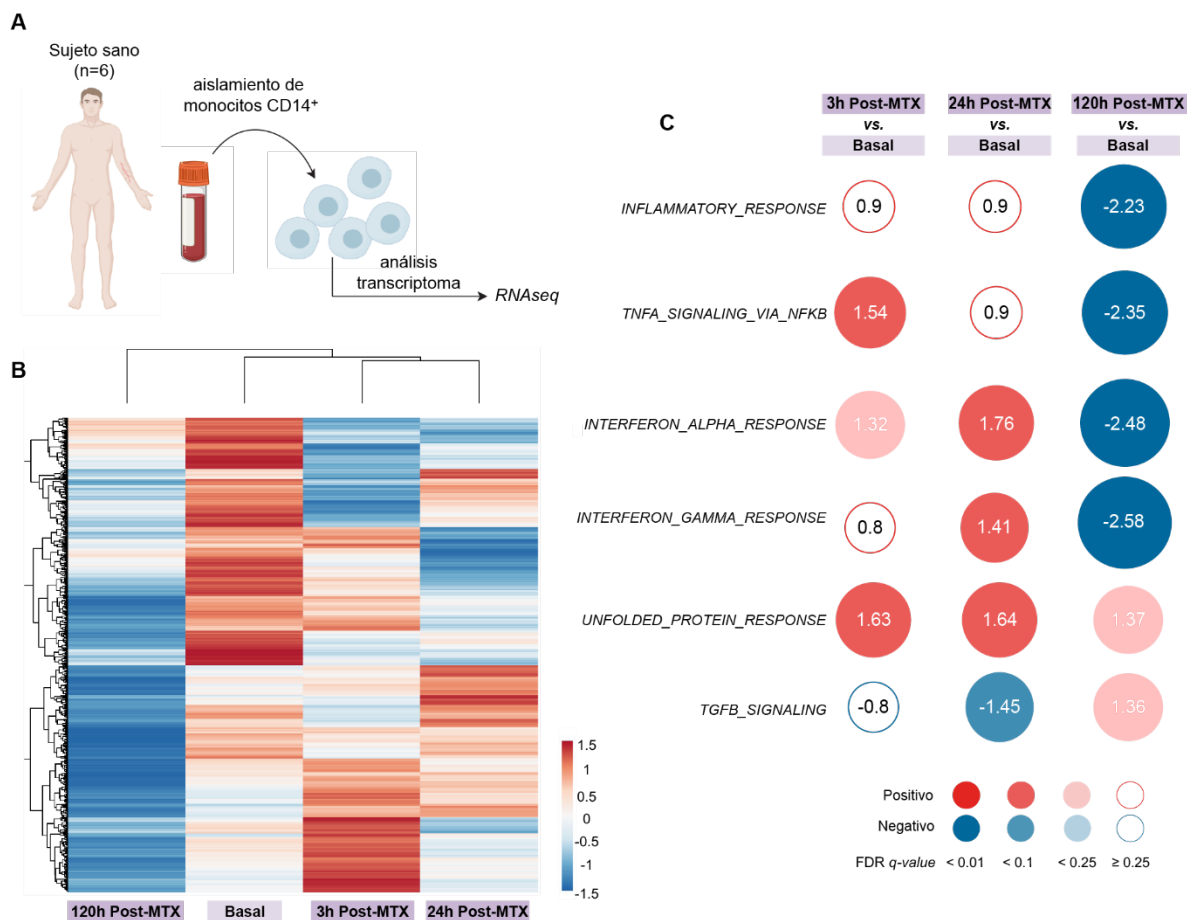 A
Sujeto sano
(n=6)
aislamiento de
monocitos CD14⁺
análisis
transcriptoma
RNAseq
B
1.5
1
0.5
0
-0.5
-1
-1.5
120h Post-MTX
Basal
3h Post-MTX
24h Post-MTX
C
3h Post-MTX
vs.
Basal
24h Post-MTX
vs.
Basal
120h Post-MTX
vs.
Basal
INFLAMMATORY_RESPONSE
0.9
0.9
-2.23
TNFA_SIGNALING_VIA_NFKB
1.54
0.9
-2.35
INTERFERON_ALPHA_RESPONSE
1.32
1.76
-2.48
INTERFERON_GAMMA_RESPONSE
0.8
1.41
-2.58
UNFOLDED_PROTEIN_RESPONSE
1.63
1.64
1.37
TGFB_SIGNALING
-0.8
-1.45
1.36
Positivo
Negativo
FDR q-value
< 0.01
< 0.1
< 0.25
≥ 0.25